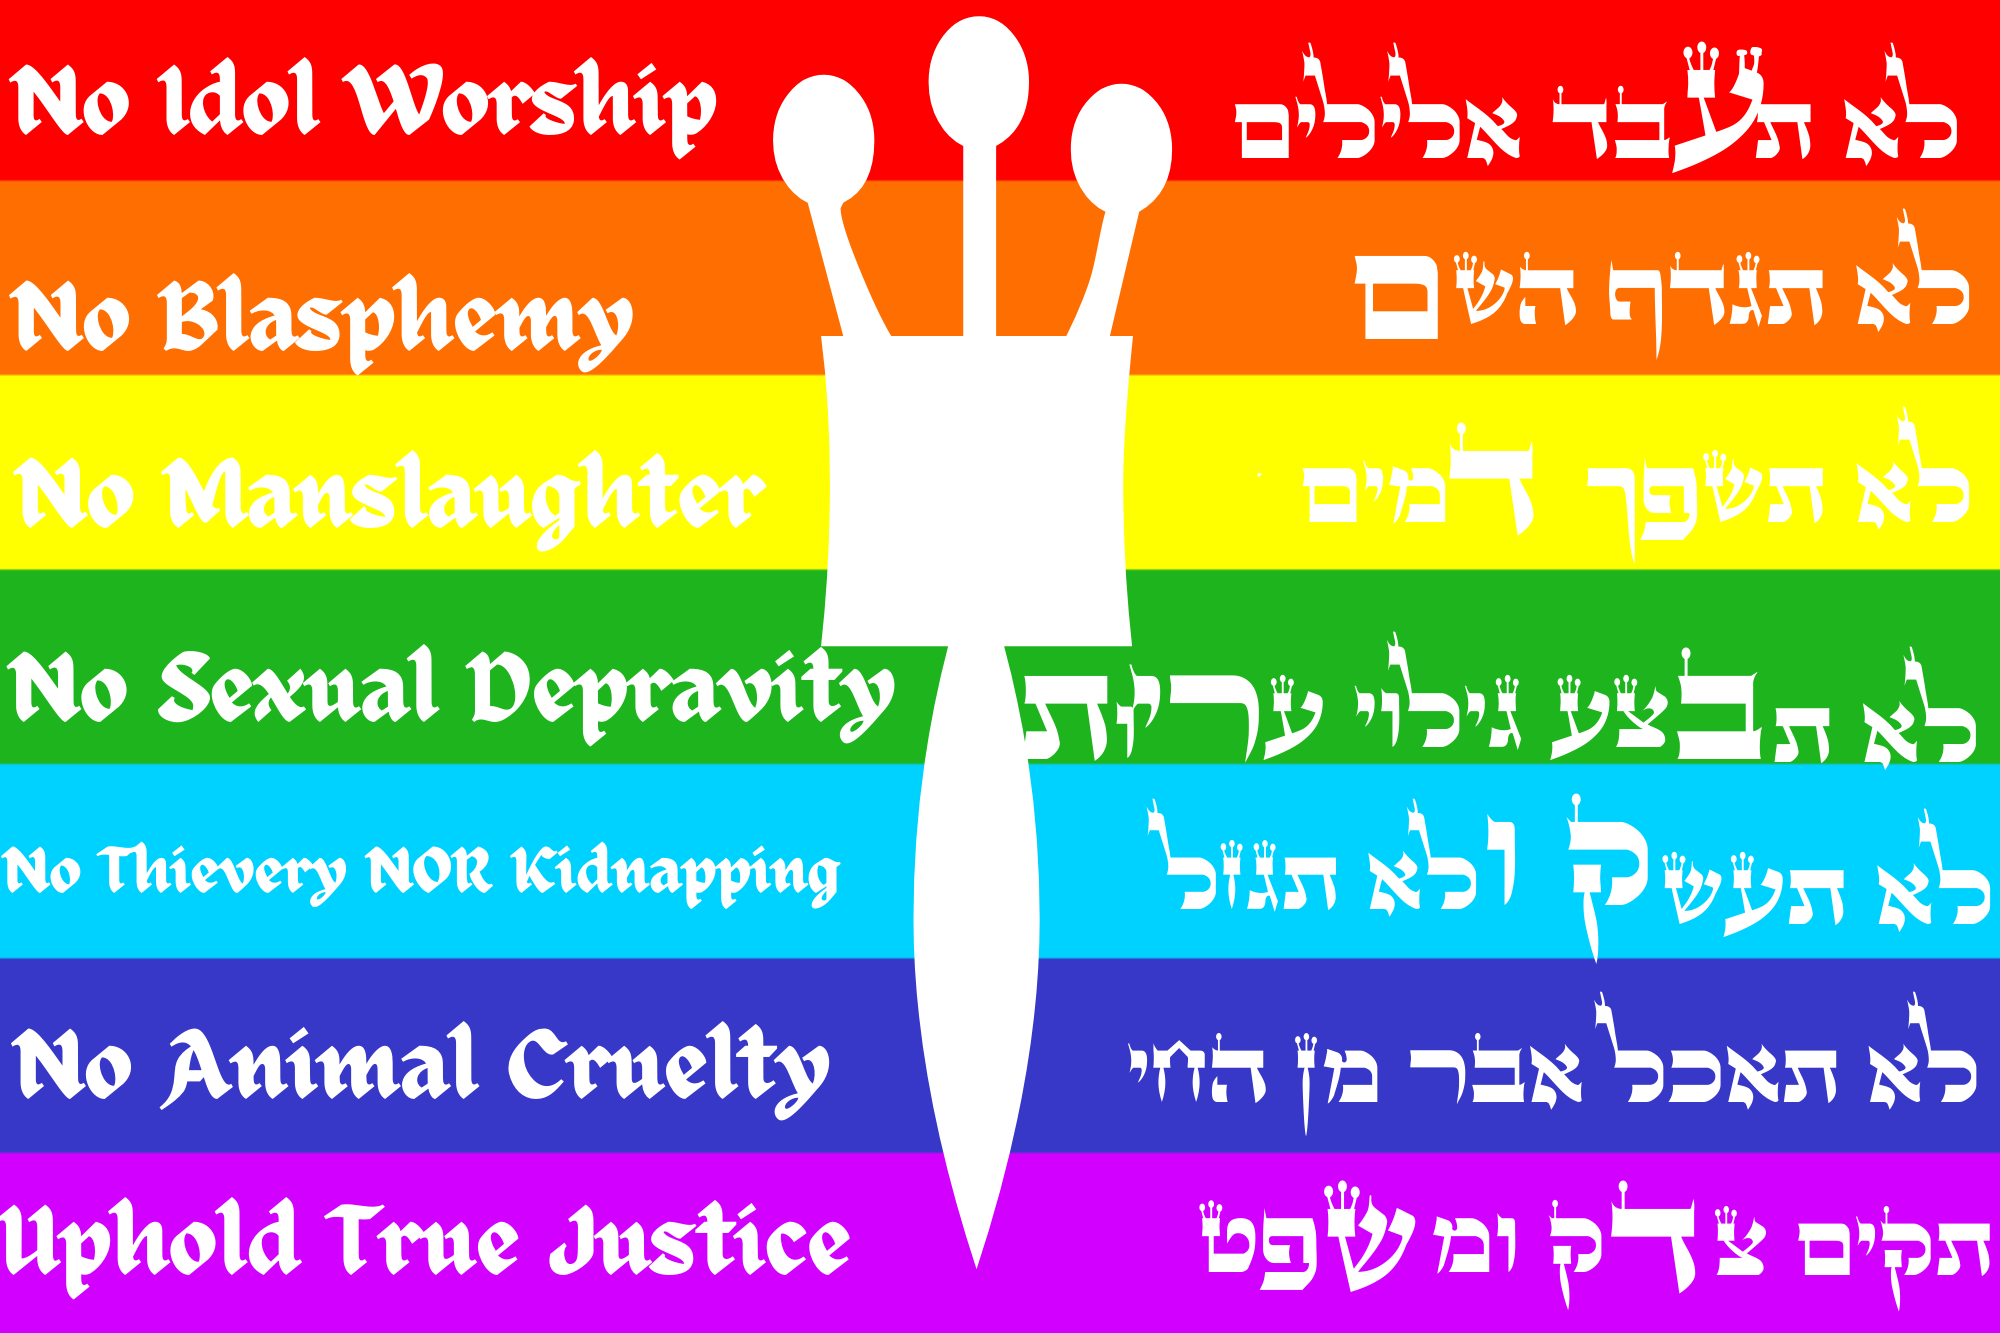 No Idol Worship
לא תעבד אלילים
No Blasphemy
לא תגדף השם
No Manslaughter
לא תשפך דמים
No Sexual Depravity
לא תבצע גילוי עריות
No Thievery NOR Kidnapping
לא תעשק ולא תגזל
No Animal Cruelty
לא תאכל אבר מן החי
Uphold True Justice
תקים צדק ומשפט